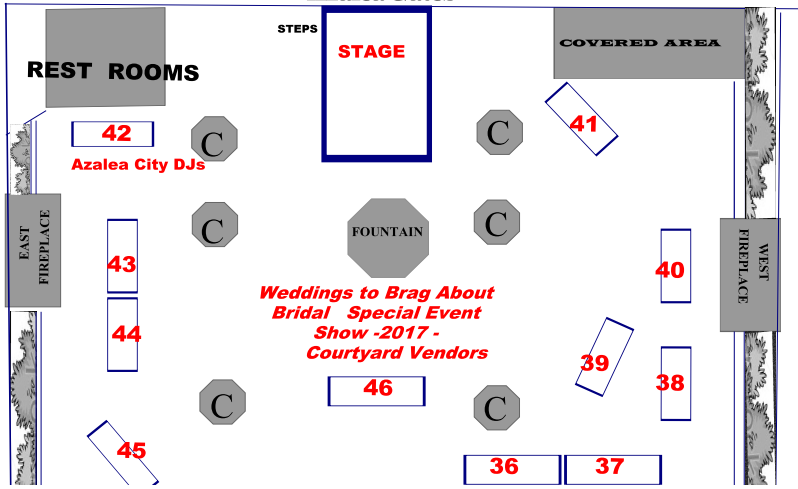 STEPS
STAGE
COVERED AREA
REST ROOMS
42
C
C
41
Azalea City DJs
EAST
FIREPLACE
C
FOUNTAIN
C
WEST
FIREPLACE
43
40
Weddings to Brag About
Bridal Special Event
Show -2017 -
Courtyard Vendors
44
39
38
46
C
C
45
36
37